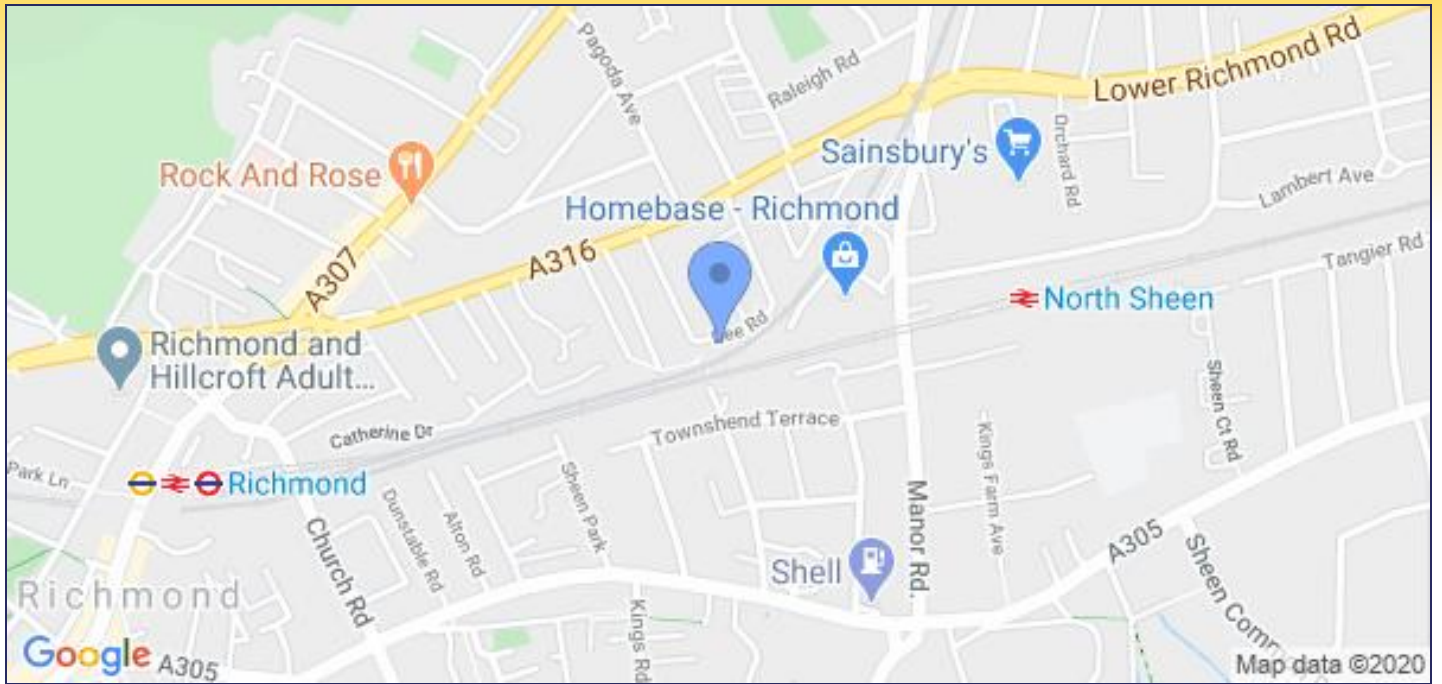 Pagoda Ave
Raleigh Rd
Lower Richmond Rd
Rock And Rose
Sainsbury's
Orchard Rd
Lambert Ave
Homebase - Richmond
A307
A316
Tangier Rd
North Sheen
Richmond and
Hillcroft Adult...
Rd
Sheen Ct Rd
Catherine Dr
Townshend Terrace
Park Ln
Richmond
Dunstable Rd
Alton Rd
Sheen Park
Kings Farm Ave
Manor Rd.
Church Rd
A305
Shell
Richmond
Kings Rd
Sheen Comm
Google
A305
Map data ©2020